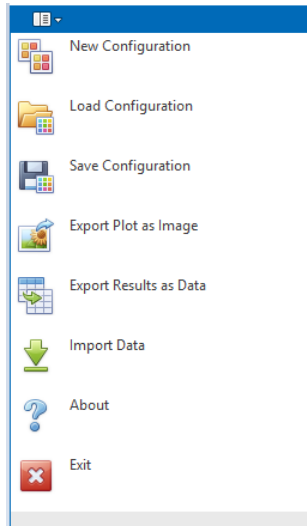 New Configuration
Load Configuration
Save Configuration
Export Plot as Image
Export Results as Data
Import Data
About
Exit